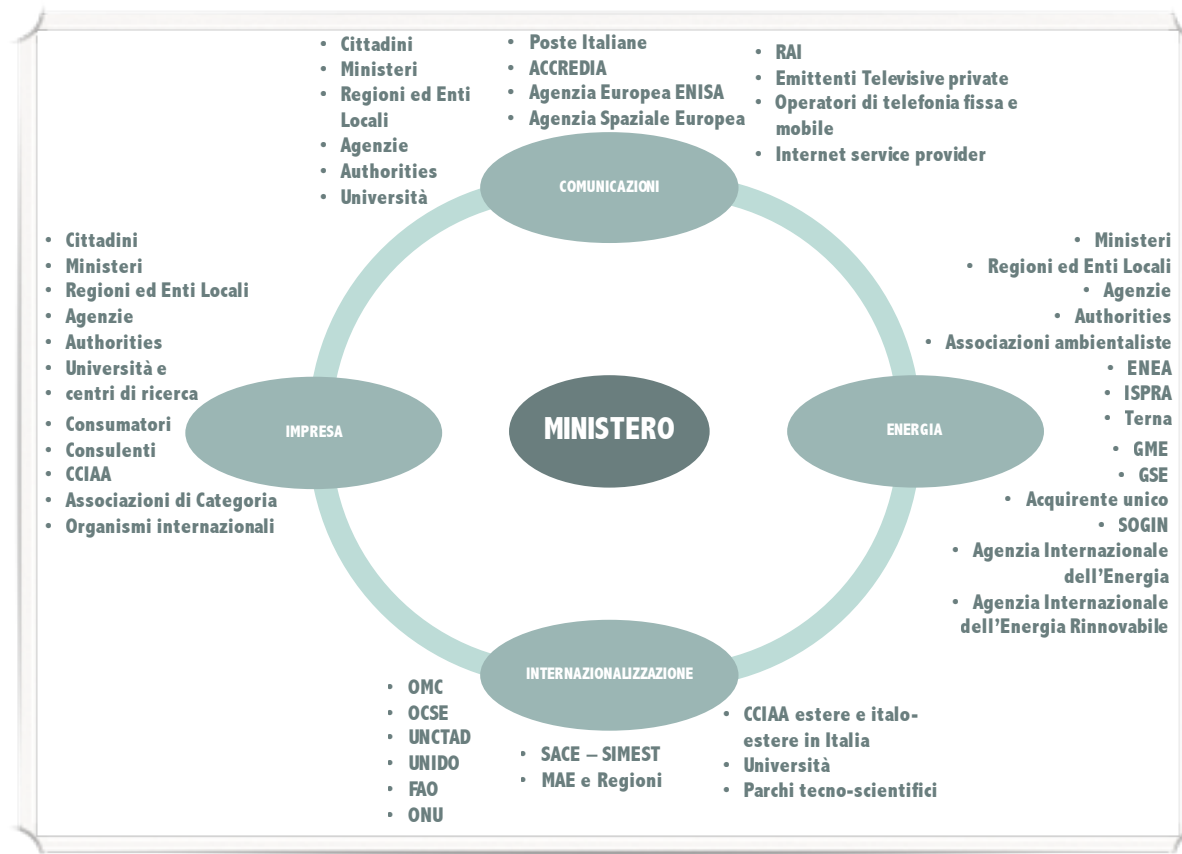 • Cittadini
• Ministeri
• Regioni ed Enti
Locali
• Agenzie
• Authorities
• Università
• Poste Italiane
• ACCREDIA
• Agenzia Europea ENISA
• Agenzia Spaziale Europea
• RAI
• Emittenti Televisive private
• Operatori di telefonia fissa e
mobile
• Internet service provider
COMUNICAZIONI
• Cittadini
• Ministeri
• Regioni ed Enti Locali
• Agenzie
• Authorities
• Università e
• centri di ricerca
• Consumatori
• Consulenti
• CCIAA
• Associazioni di Categoria
• Organismi internazionali
IMPRESA
MINISTERO
ENERGIA
• Ministeri
• Regioni ed Enti Locali
• Agenzie
• Authorities
• Associazioni ambientaliste
• ENEA
• ISPRA
• Terna
• GME
• GSE
• Acquirente unico
• SOGIN
• Agenzia Internazionale
dell'Energia
• Agenzia Internazionale
dell'Energia Rinnovabile
INTERNAZIONALIZZAZIONE
• OMC
• OCSE
• UNCTAD
• UNIDO
• FAO
• ONU
• SACE – SIMEST
• MAE e Regioni
• CCIAA estere e italo-
estere in Italia
• Università
• Parchi tecno-scientifici